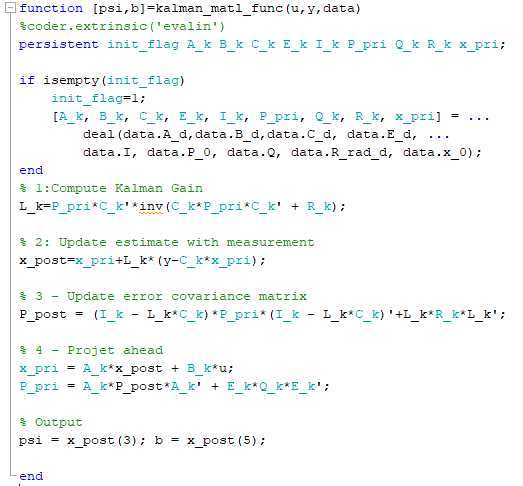 function [psi,b]=kalman_matl_func(u,y,data)
%coder.extrinsic('evalin')
persistent init_flag A_k B_k C_k E_k I_k P_pri Q_k R_k x_pri;
if isempty(init_flag)
init_flag=1;
[A_k, B_k, C_k, E_k, I_k, P_pri, Q_k, R_k, x_pri] = ...
deal(data.A_d,data.B_d,data.C_d, data.E_d, ...
data.I, data.P_0, data.Q, data.R_rad_d, data.x_0);
end
% 1:Compute Kalman Gain
L_k=P_pri*C_k'*inv(C_k*P_pri*C_k' + R_k);
% 2: Update estimate with measurement
x_post=x_pri+L_k*(y-C_k*x_pri);
% 3 - Update error covariance matrix
P_post = (I_k - L_k*C_k)*P_pri*(I_k - L_k*C_k)'+L_k*R_k*L_k';
% 4 - Projet ahead
x_pri = A_k*x_post + B_k*u;
P_pri = A_k*P_post*A_k' + E_k*Q_k*E_k';
% Output
psi = x_post(3); b = x_post(5);
end